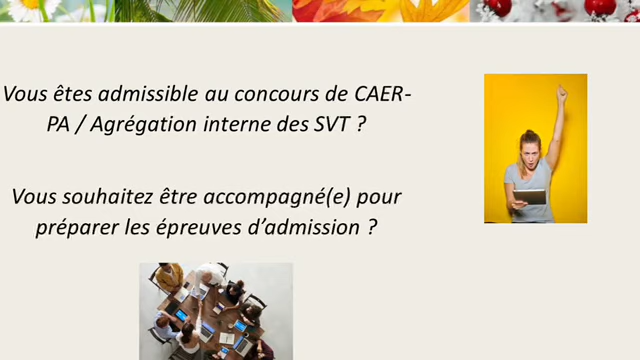 Vous êtes admissible au concours de CAER-
PA / Agrégation interne des SVT ?
Vous souhaitez être accompagné(e) pour
préparer les épreuves d’admission ?